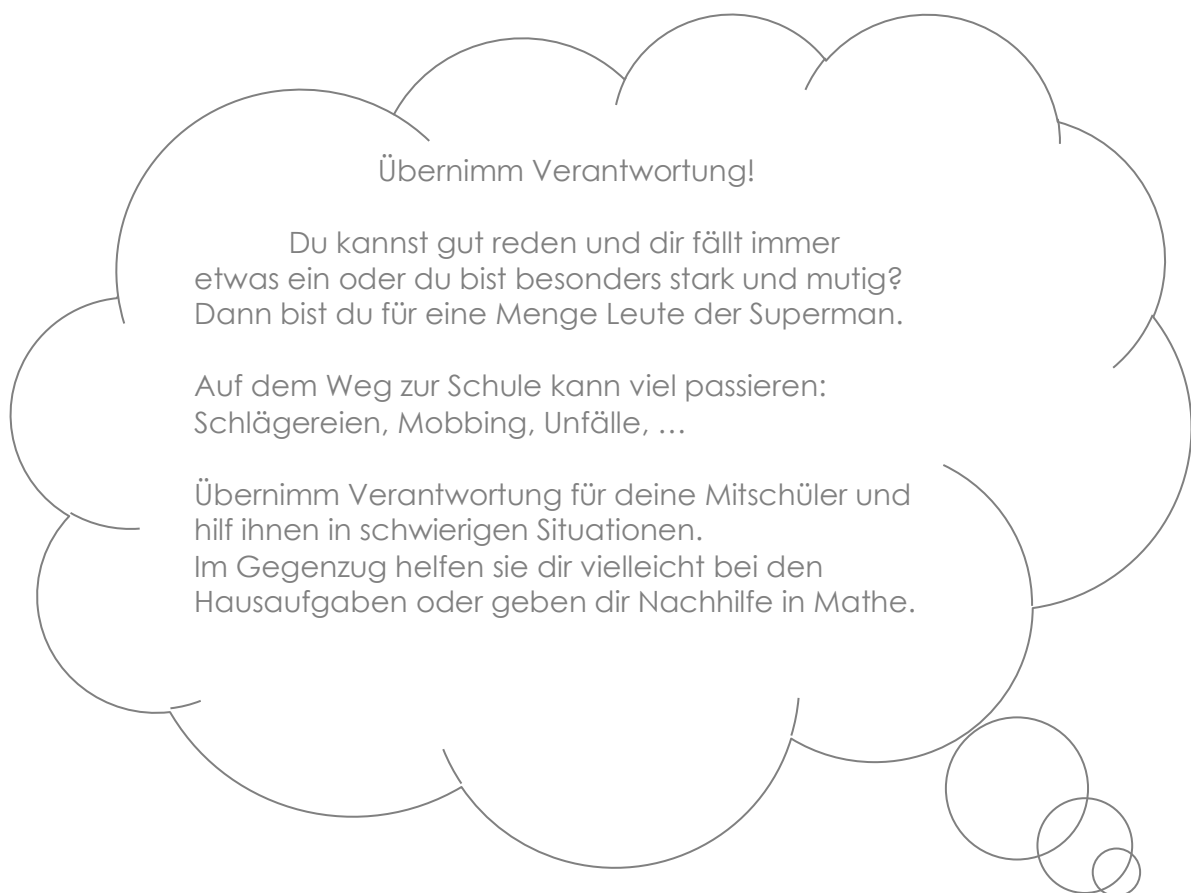 Übernimm Verantwortung!
Du kannst gut reden und dir fällt immer
etwas ein oder du bist besonders stark und mutig?
Dann bist du für eine Menge Leute der Superman.
Auf dem Weg zur Schule kann viel passieren:
Schlägereien, Mobbing, Unfälle, …
Übernimm Verantwortung für deine Mitschüler und
hilf ihnen in schwierigen Situationen.
Im Gegenzug helfen sie dir vielleicht bei den
Hausaufgaben oder geben dir Nachhilfe in Mathe.